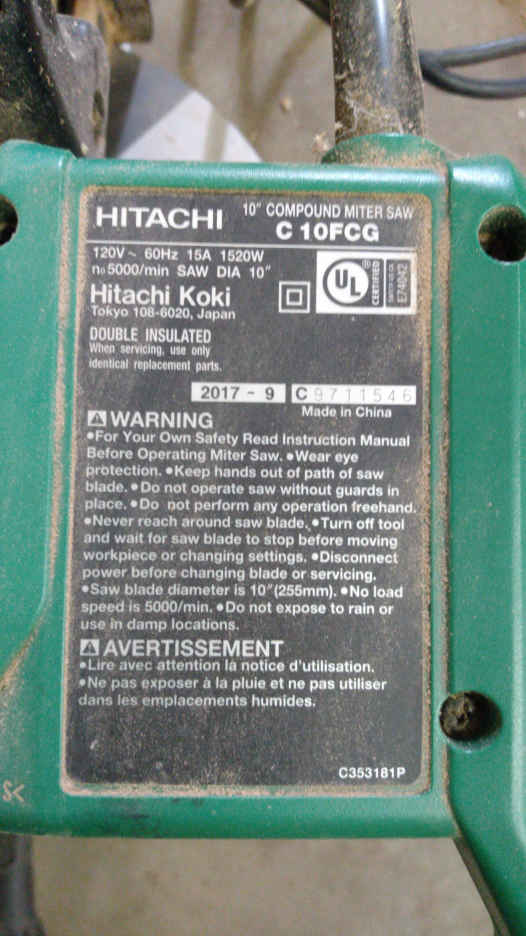 HITACHI
10" COMPOUND MITER SAW
C 10FCG
120V~ 60Hz 15A 1520W
n₀5000/min SAW DIA 10"
Hitachi Koki
Tokyo 108-6020, Japan
UL
®
CERTIFIED
E74042
DOUBLE INSULATED
When servicing, use only
identical replacement parts.
2017 - 9
C 9711546
Made in China
WARNING
•For Your Own Safety Read Instruction Manual
Before Operating Miter Saw. •Wear eye
protection. •Keep hands out of path of saw
blade. •Do not operate saw without guards in
place. •Do not perform any operation freehand.
•Never reach around saw blade. •Turn off tool
and wait for saw blade to stop before moving
workpiece or changing settings. •Disconnect
power before changing blade or servicing.
•Saw blade diameter is 10"(255mm). •No load
speed is 5000/min. •Do not expose to rain or
use in damp locations.
AVERTISSEMENT
•Lire avec attention la notice d'utilisation.
•Ne pas exposer à la pluie et ne pas utiliser
dans les emplacements humides.
C353181P